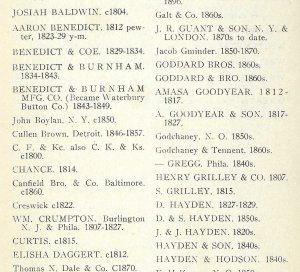 JOSIAH BALDWIN. c1804.
AARON BENEDICT. 1812 pew-
ter, 1823-29 y-m.
BENEDICT & COE. 1829-1834.
BENEDICT & BURNHAM.
1834-1843.
BENEDICT & BURNHAM
MFG. CO. (Became Waterbury
Button Co.) 1843-1849.
John Boylan, N. Y. c1850.
Cullen Brown, Detroit. 1846-1857.
C. F. & Kc. also C. K. & Ks.
c1800.
CHANCE. 1814.
Canfield Bro. & Co. Baltimore.
c1860.
Creswick c1822.
WM. CRUMPTON. Burlington
N. J. & Phila. 1807-1827.
CURTIS. c1815.
ELISHA DAGGERT. c1812.
Thomas N. Dale & Co. C1870.
1896.
Galt & Co. 1860s.
J. R. GUANT & SON. N. Y. &
LONDON. 1870s to date.
Jacob Gminder. 1850-1870.
GODDARD BROS. 1860s.
GODDARD & BRO. 1860s.
AMASA GOODYEAR. 1812-
1817.
A. GOODYEAR & SON. 1817-
1827.
Godchaney. N. O. 1850s.
Godchaney & Tennent. 1860s.
— GREGG. Phila. 1840s.
HENRY GRILLEY & CO. 1807.
S. GRILLEY. 1815.
D. HAYDEN. 1827-1829.
D. & S. HAYDEN. 1850s.
J. & J. HAYDEN. 1820s.
HAYDEN & SON. 1840s.
HAYDEN & HODSON. 1840s.